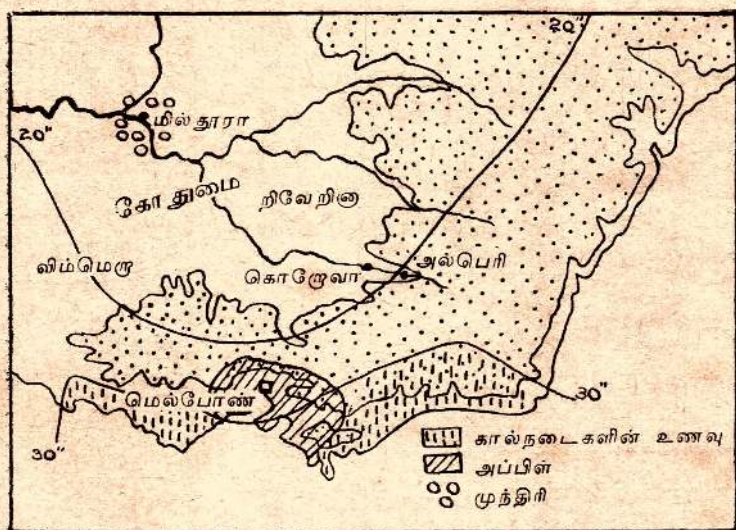 20"
மில்தூரா
20"
கோதுமை
றிவேறினா
விம்மெறா
கொறோவா
அல்பெரி
மெல்போண்
30"
30"
கால்நடைகளின் உணவு
அப்பிள்
முந்திரி